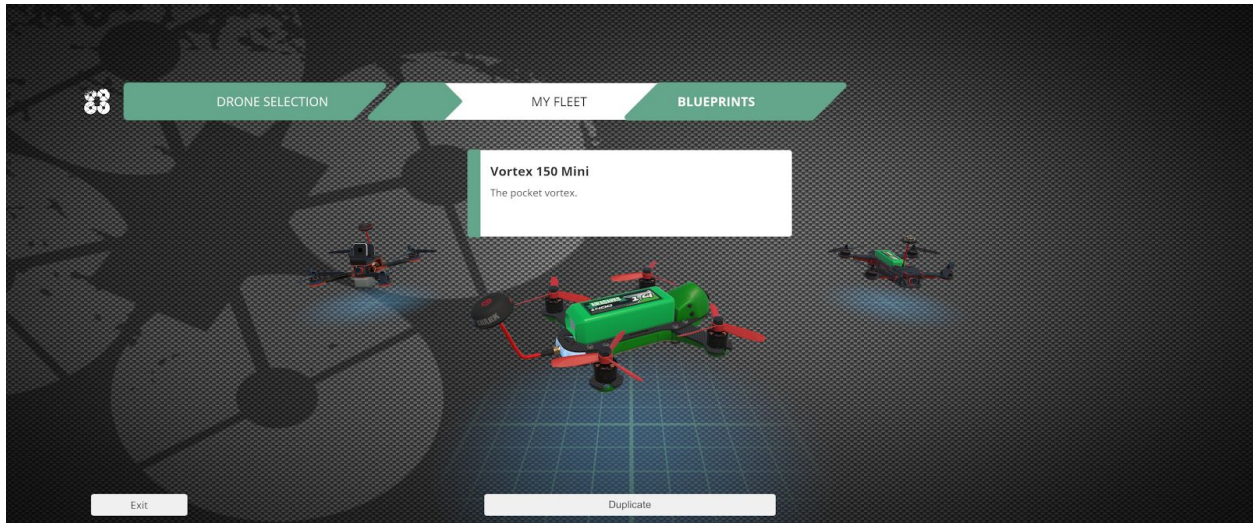 DRONE SELECTION
MY FLEET
BLUEPRINTS
Vortex 150 Mini
The pocket vortex.
Exit
Duplicate